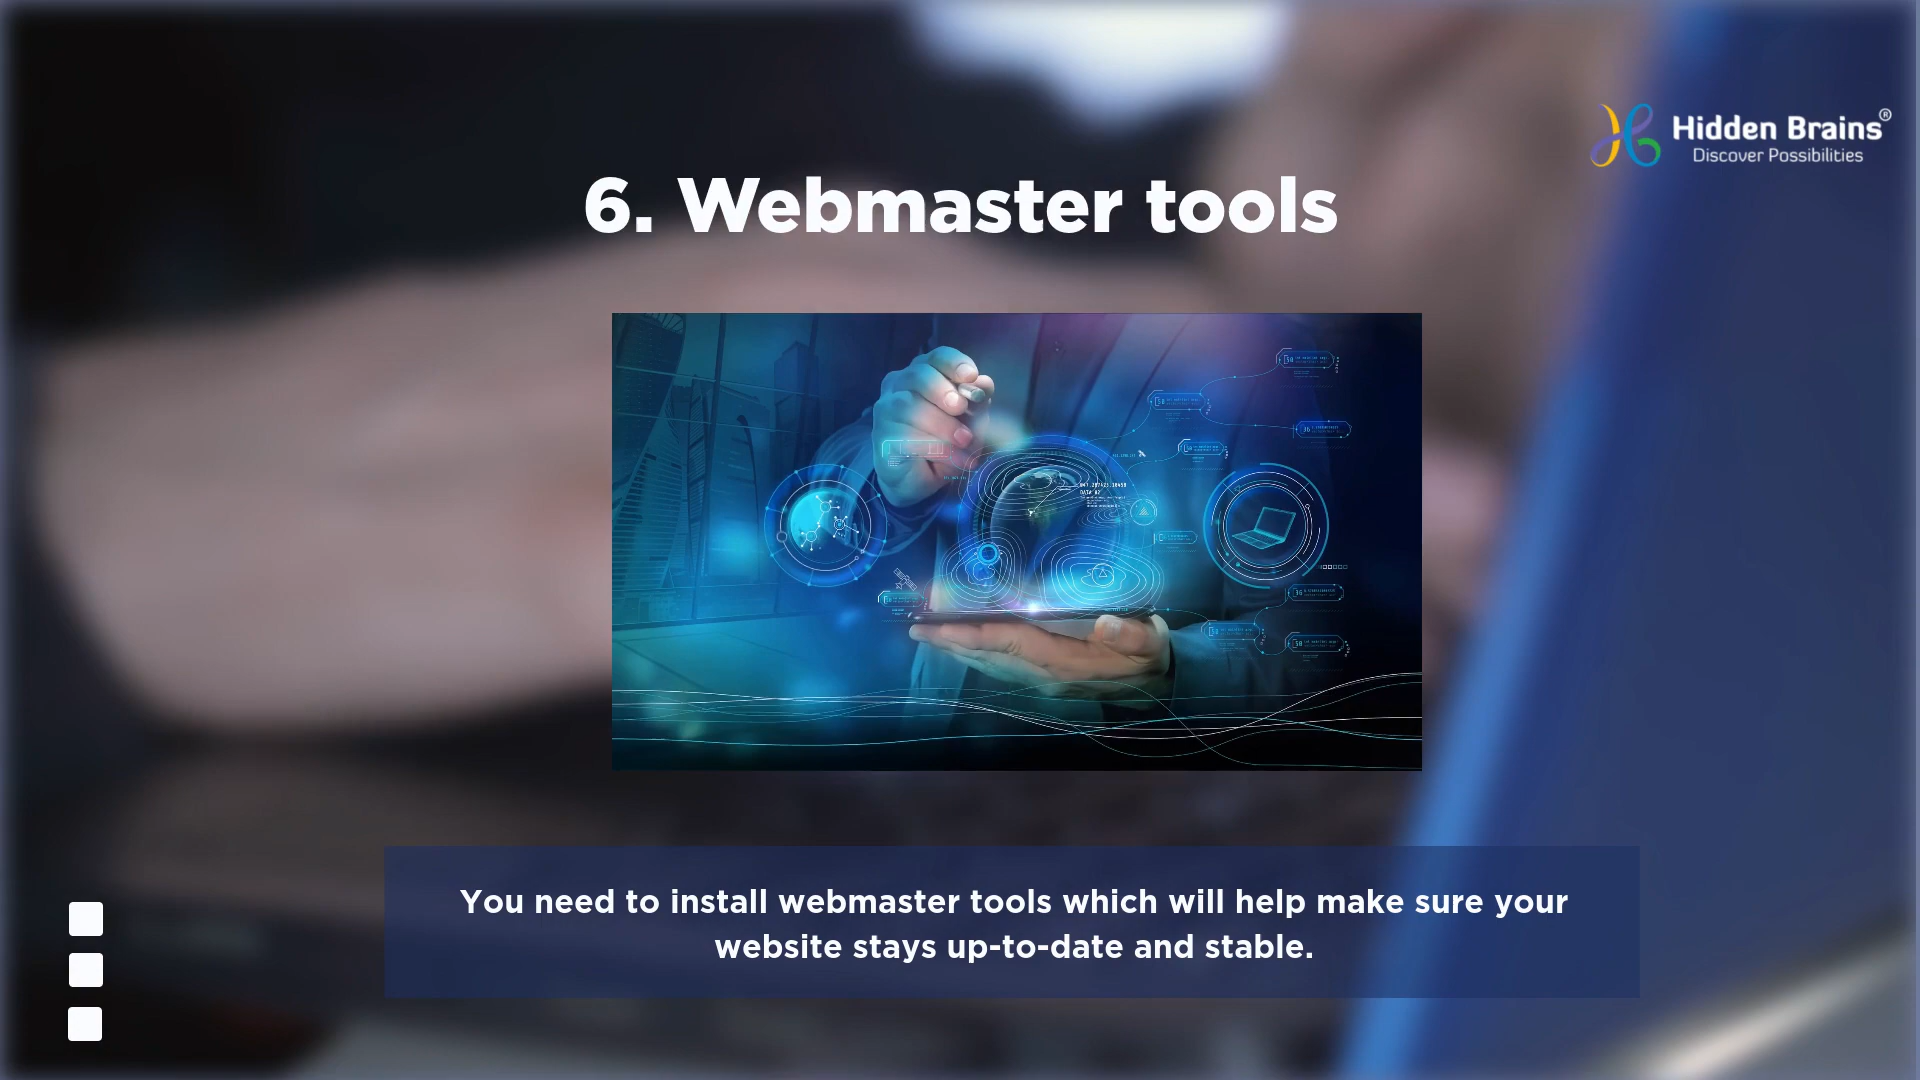 Hidden Brains®
Discover Possibilities
6. Webmaster tools
You need to install webmaster tools which will help make sure your
website stays up-to-date and stable.